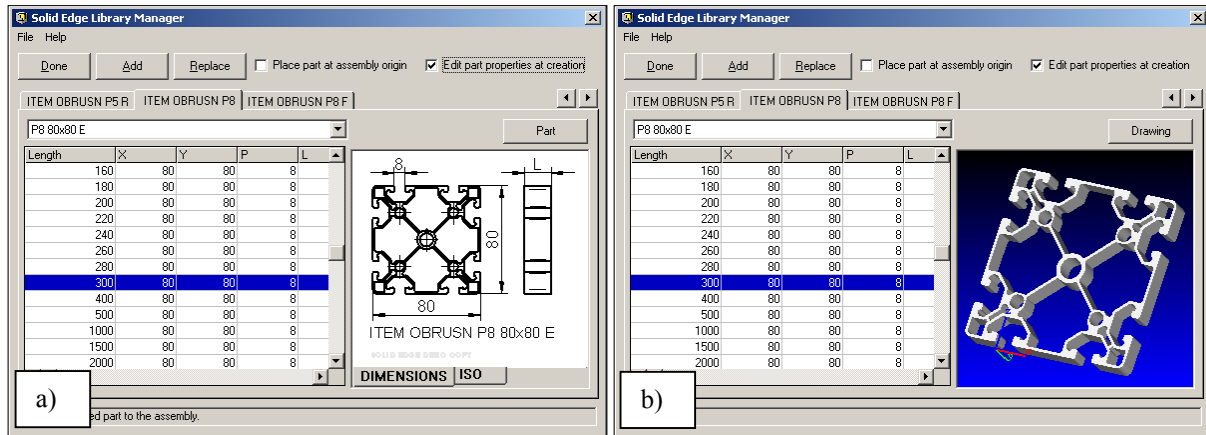 Solid Edge Library Manager
File Help
Done Add Replace Place part at assembly origin Edit part properties at creation
ITEM OBRUSN P5 R ITEM OBRUSN P8 ITEM OBRUSN P8 F
P8 80x80 E Part
Length X Y P L
160 80 80 8
180 80 80 8
200 80 80 8
220 80 80 8
240 80 80 8
260 80 80 8
280 80 80 8
300 80 80 8
400 80 80 8
500 80 80 8
1000 80 80 8
1500 80 80 8
2000 80 80 8
8 L
80
80
ITEM OBRUSN P8 80x80 E
SOLID EDGE DEMO COPY
DIMENSIONS ISO
a) ed part to the assembly.
Solid Edge Library Manager
File Help
Done Add Replace Place part at assembly origin Edit part properties at creation
ITEM OBRUSN P5 R ITEM OBRUSN P8 ITEM OBRUSN P8 F
P8 80x80 E Drawing
Length X Y P L
160 80 80 8
180 80 80 8
200 80 80 8
220 80 80 8
240 80 80 8
260 80 80 8
280 80 80 8
300 80 80 8
400 80 80 8
500 80 80 8
1000 80 80 8
1500 80 80 8
2000 80 80 8
b)